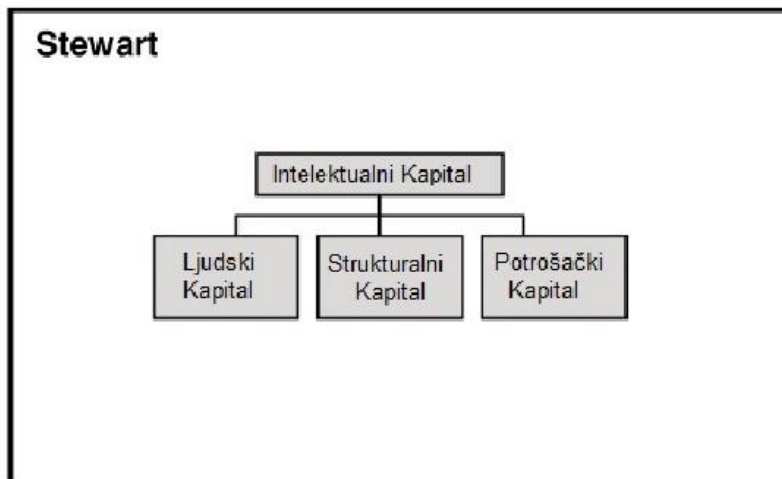 Stewart
Intelektualni Kapital
Ljudski
Kapital
Strukturalni
Kapital
Potrošački
Kapital